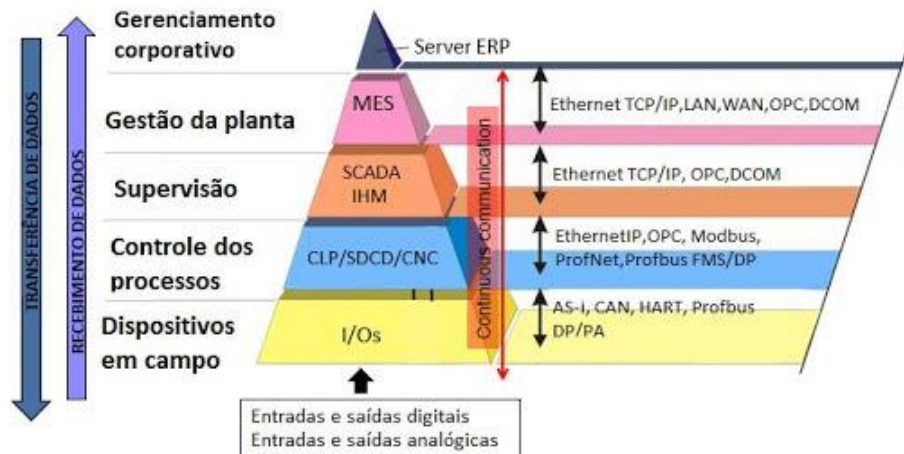 TRANSFERÊNCIA DE DADOS
RECEBIMENTO DE DADOS
Gerenciamento
corporativo
Server ERP
Gestão da planta
MES
Ethernet TCP/IP,LAN,WAN,OPC,DCOM
Supervisão
SCADA
IHM
Ethernet TCP/IP, OPC,DCOM
Controle dos
processos
CLP/SDCD/CNC
EthernetIP,OPC, Modbus,
ProfNet,Profbus FMS/DP
Continuous communication
Dispositivos
em campo
I/Os
AS-i, CAN, HART, Profbus
DP/PA
Entradas e saídas digitais
Entradas e saídas analógicas